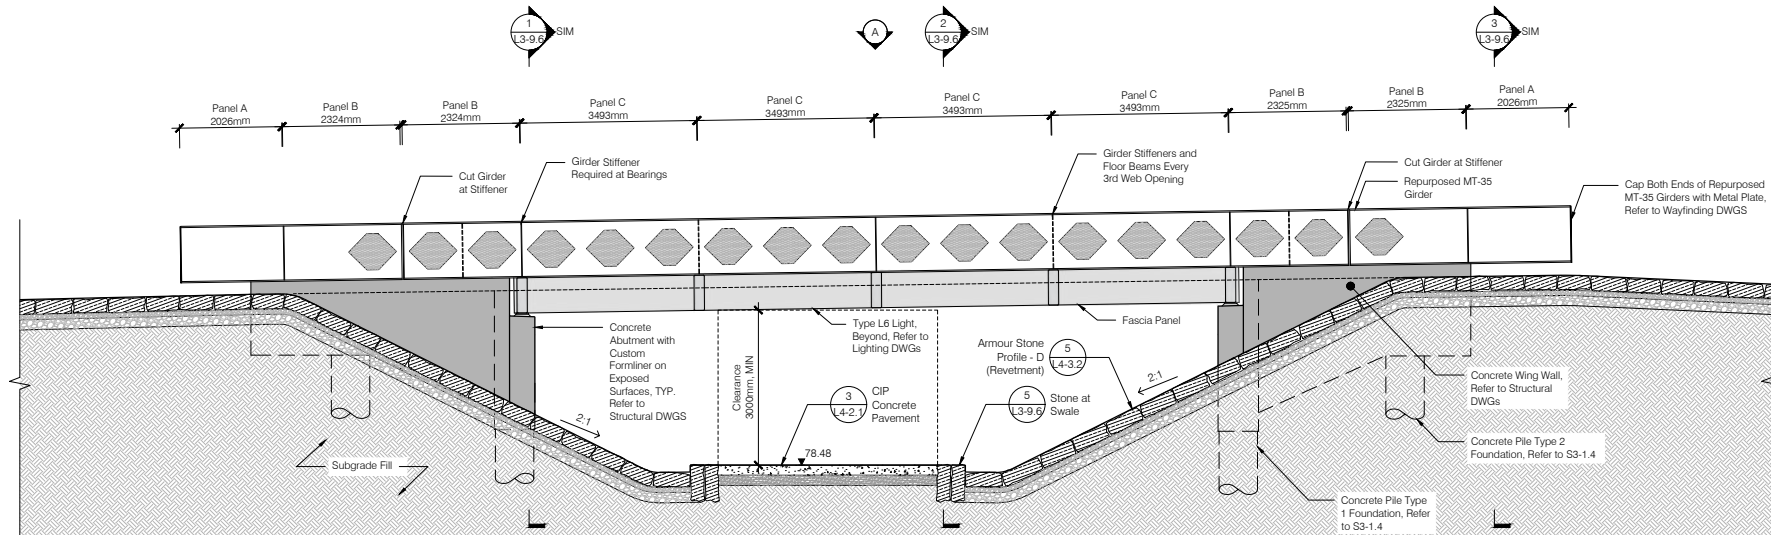 1
L3-9.6
SIM
A
2
L3-9.6
SIM
3
L3-9.6
SIM
Panel A
2026mm
Panel B
2324mm
Panel B
2324mm
Panel C
3493mm
Panel C
3493mm
Panel C
3493mm
Panel C
3493mm
Panel B
2325mm
Panel B
2325mm
Panel A
2026mm
Cut Girder
at Stiffener
Girder Stiffener
Required at Bearings
Girder Stiffeners and
Floor Beams Every
3rd Web Opening
Cut Girder at Stiffener
Repurposed MT-35
Girder
Cap Both Ends of Repurposed
MT-35 Girders with Metal Plate,
Refer to Wayfinding DWGS
Concrete
Abutment with
Custom
Formliner on
Exposed
Surfaces, TYP.
Refer to
Structural DWGS
Clearance
3000mm, MIN
Type L6 Light,
Beyond, Refer to
Lighting DWGs
Fascia Panel
Armour Stone
Profile - D
(Revetment)
5
L4-3.2
3
L4-2.1
CIP
Concrete
Pavement
5
L3-9.6
Stone at
Swale
2:1
2:1
78.48
Subgrade Fill
Concrete Wing Wall,
Refer to Structural
DWGs
Concrete Pile Type 2
Foundation, Refer to S3-1.4
Concrete Pile Type
1 Foundation, Refer
to S3-1.4